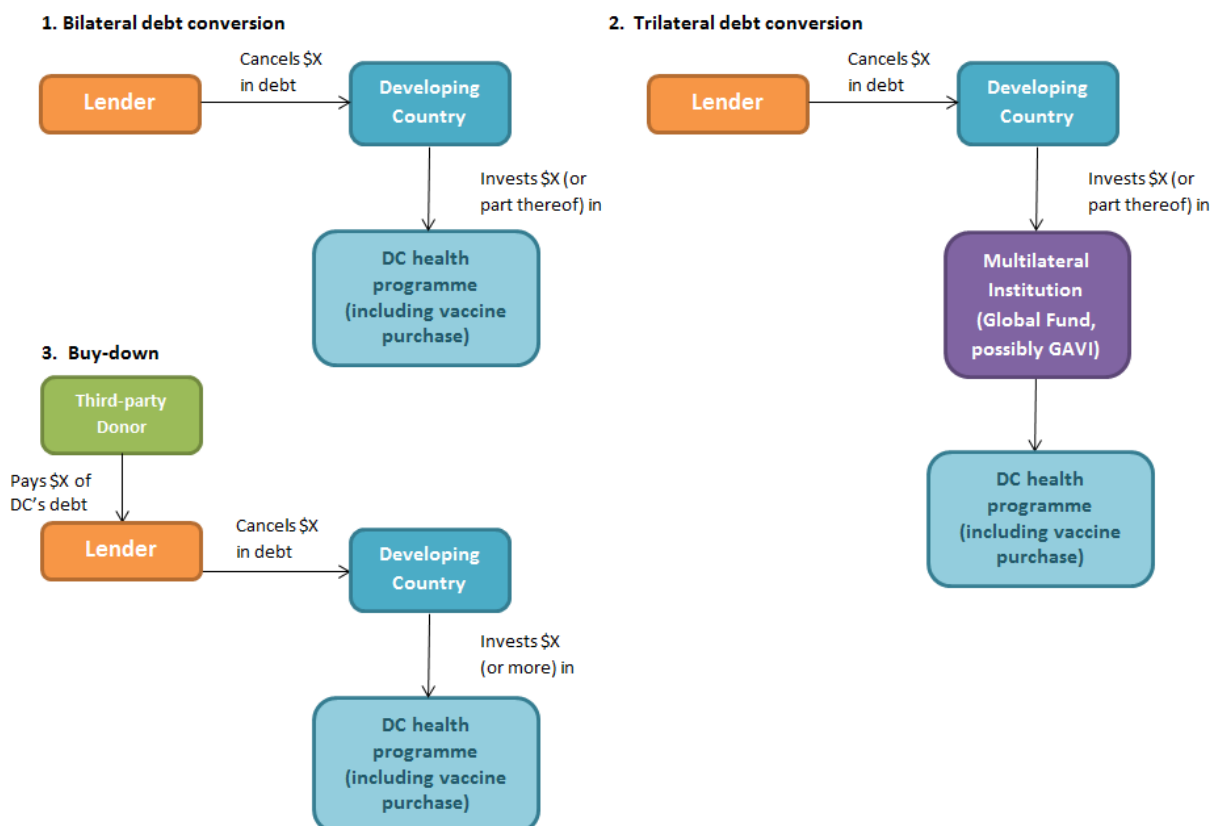 1. Bilateral debt conversion
Lender
Cancels $X
in debt
Developing
Country
Invests $X (or
part thereof) in
DC health
programme
(including vaccine
purchase)
2. Trilateral debt conversion
Lender
Cancels $X
in debt
Developing
Country
Invests $X (or
part thereof) in
Multilateral
Institution
(Global Fund,
possibly GAVI)
DC health
programme
(including vaccine
purchase)
3. Buy-down
Third-party
Donor
Pays $X of
DC's debt
Lender
Cancels $X
in debt
Developing
Country
Invests $X
(or more) in
DC health
programme
(including vaccine
purchase)